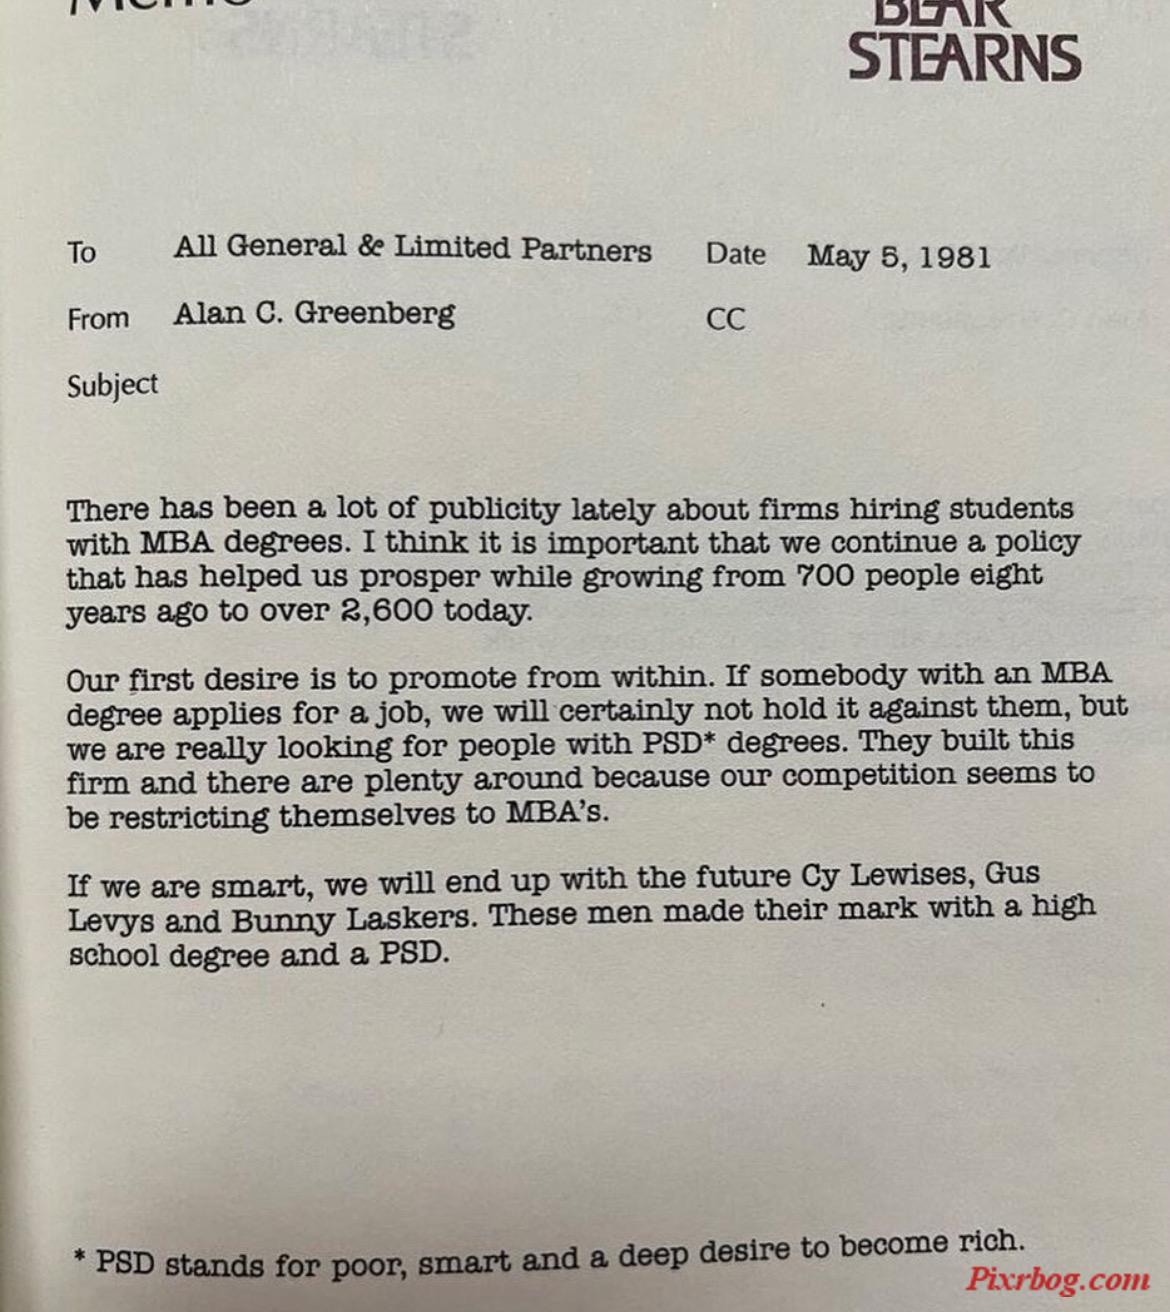 Memo
BEAR
STEARNS
To All General & Limited Partners Date May 5, 1981
From Alan C. Greenberg CC
Subject
There has been a lot of publicity lately about firms hiring students
with MBA degrees. I think it is important that we continue a policy
that has helped us prosper while growing from 700 people eight
years ago to over 2,600 today.
Our first desire is to promote from within. If somebody with an MBA
degree applies for a job, we will certainly not hold it against them, but
we are really looking for people with PSD* degrees. They built this
firm and there are plenty around because our competition seems to
be restricting themselves to MBA's.
If we are smart, we will end up with the future Cy Lewises, Gus
Levys and Bunny Laskers. These men made their mark with a high
school degree and a PSD.
* PSD stands for poor, smart and a deep desire to become rich.
Pixrbog.com